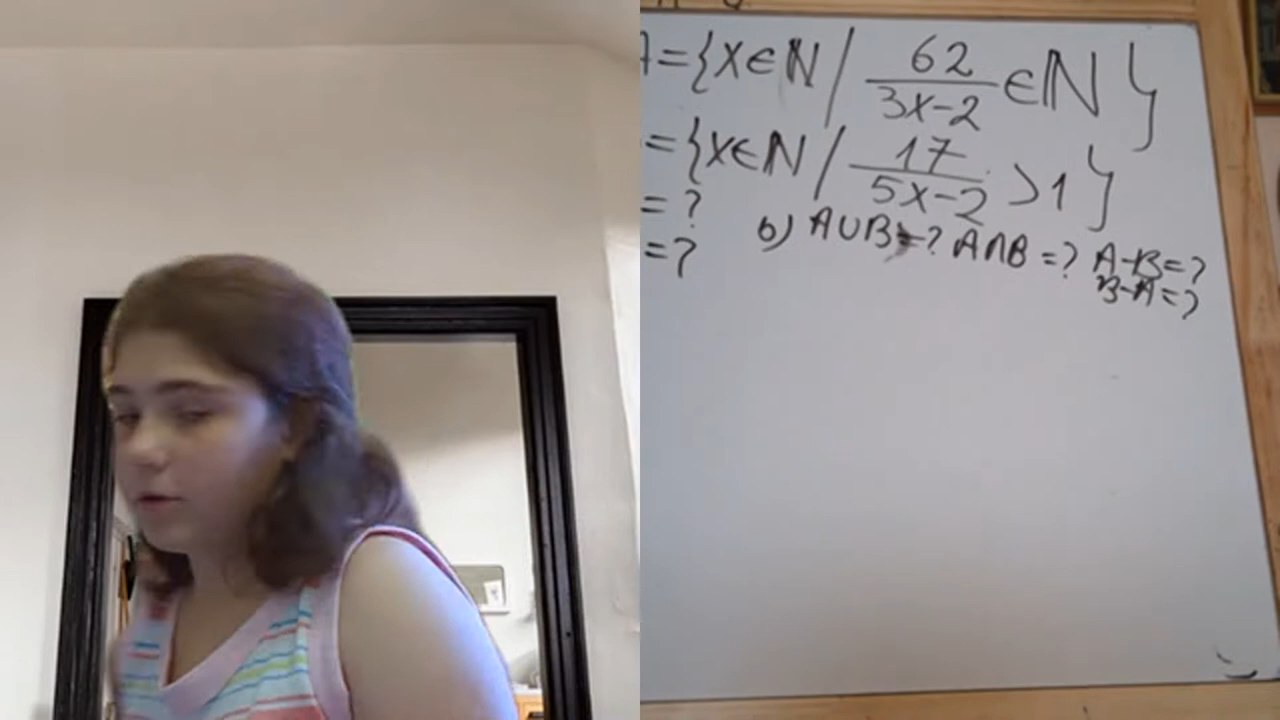 A={x∈ℕ / 62/(3x-2) ∈ℕ}
={x∈ℕ / 17/(5x-2) >1}
=?
=?
b) A∪B=? A∩B=? A-B=?
B-A=?